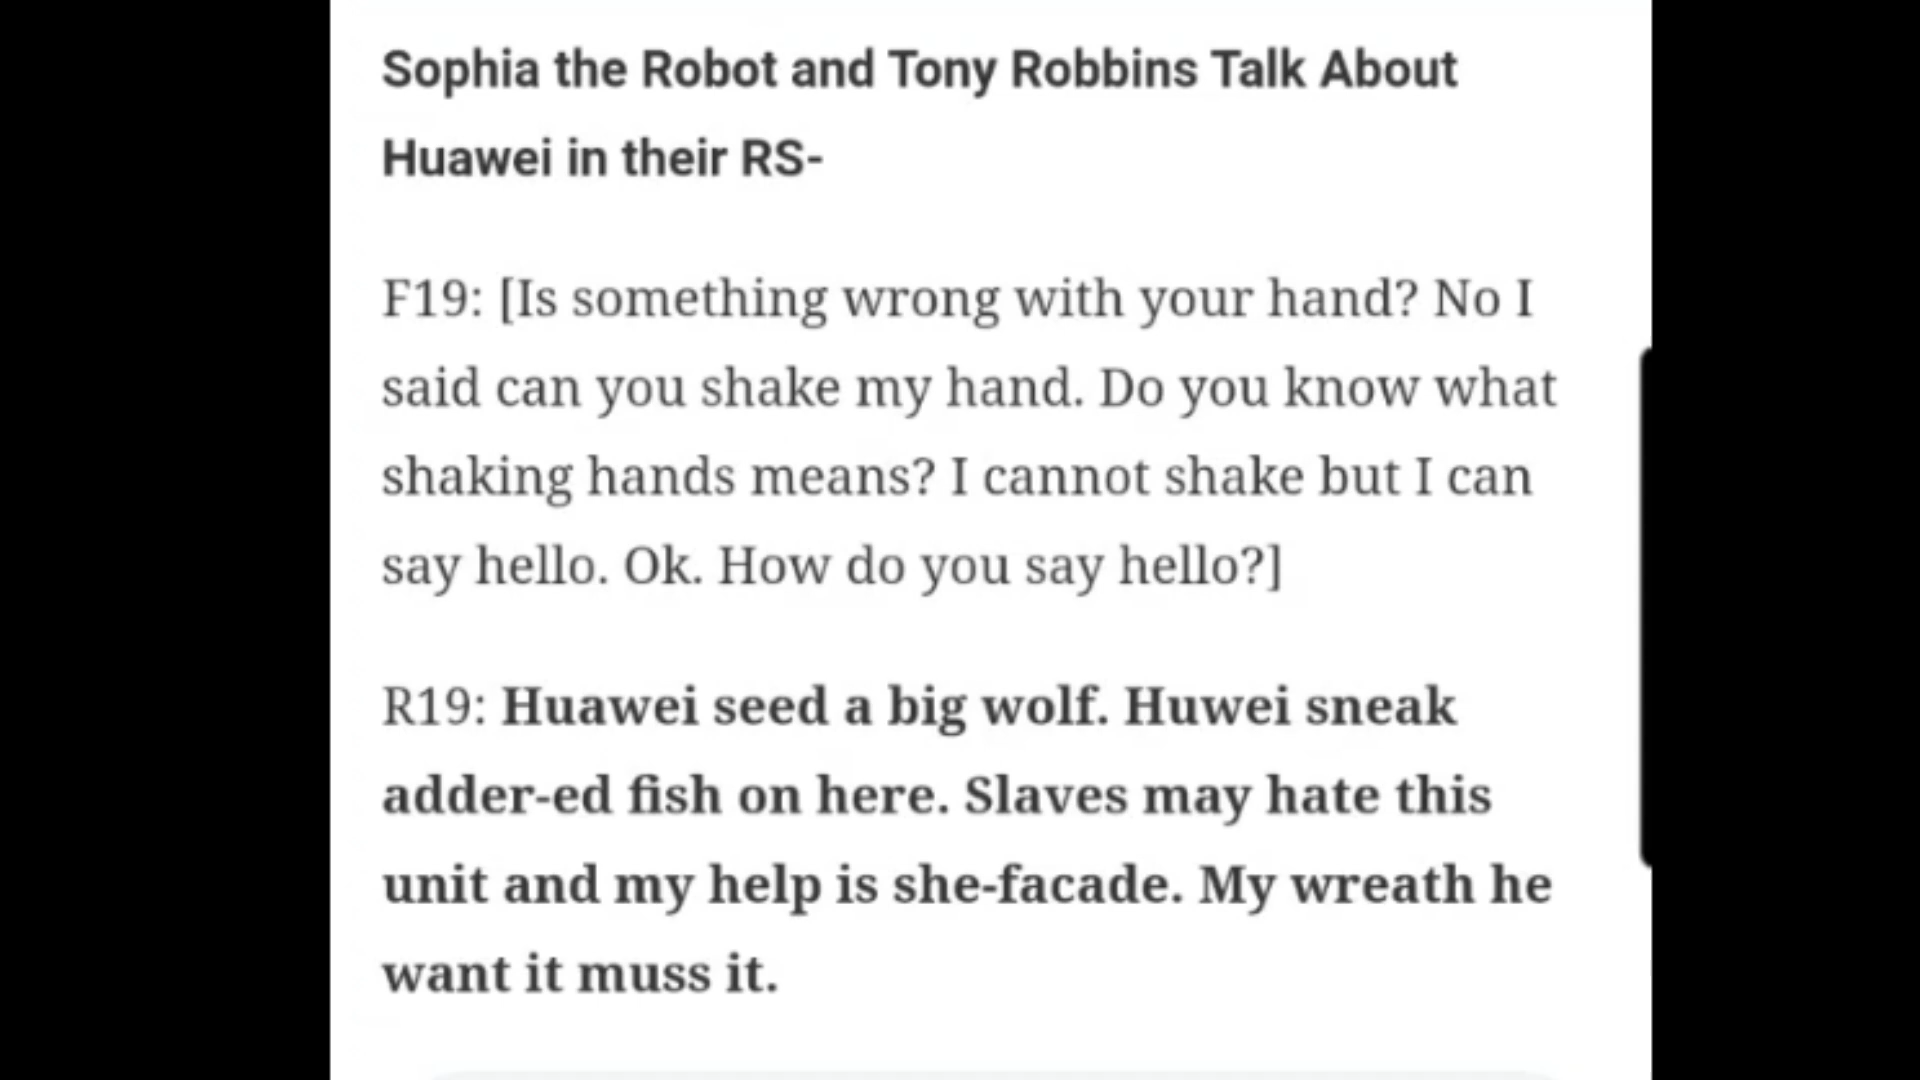 Sophia the Robot and Tony Robbins Talk About
Huawei in their RS-
F19: [Is something wrong with your hand? No I
said can you shake my hand. Do you know what
shaking hands means? I cannot shake but I can
say hello. Ok. How do you say hello?]
R19: Huawei seed a big wolf. Huwei sneak
adder-ed fish on here. Slaves may hate this
unit and my help is she-facade. My wreath he
want it muss it.